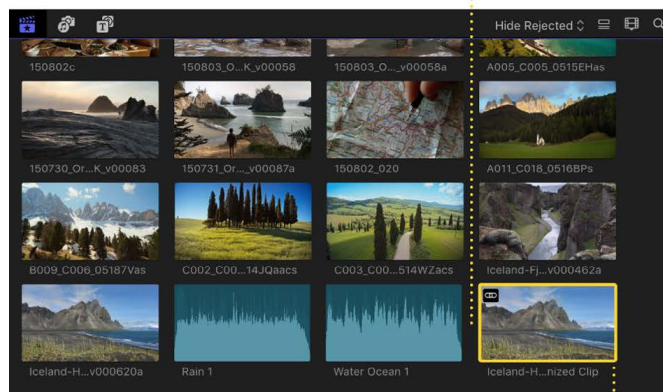 Hide Rejected
150802c
150803_O...K_v00058
150803_O..._v00058a
A005_C005_0515EHas
150730_Or...K_v00083
150731_Or..._v00087a
150802_020
A011_C018_0516BPs
B009_C006_05187Vas
C002_C00...14JQaacs
C003_C00...514WZacs
Iceland-Fj...v000462a
Iceland-H...v000620a
Rain 1
Water Ocean 1
Iceland-H...nized Clip